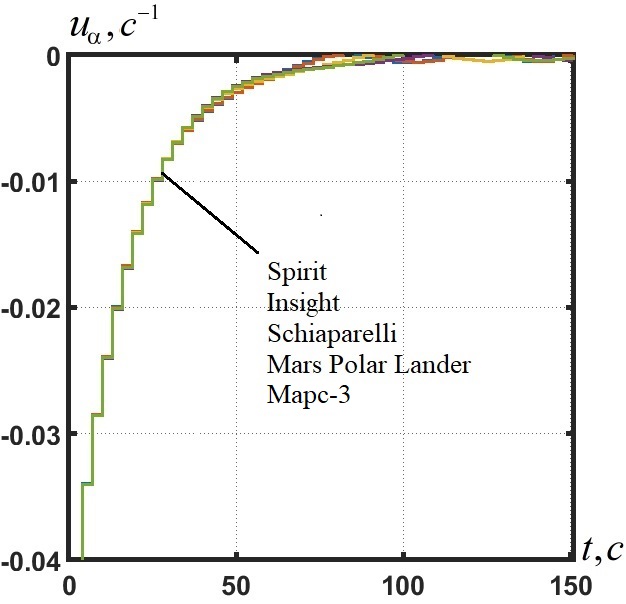 uα, c⁻¹
0
-0.01
-0.02
-0.03
-0.04
Spirit
Insight
Schiaparelli
Mars Polar Lander
Марс-3
t, c
0 50 100 150